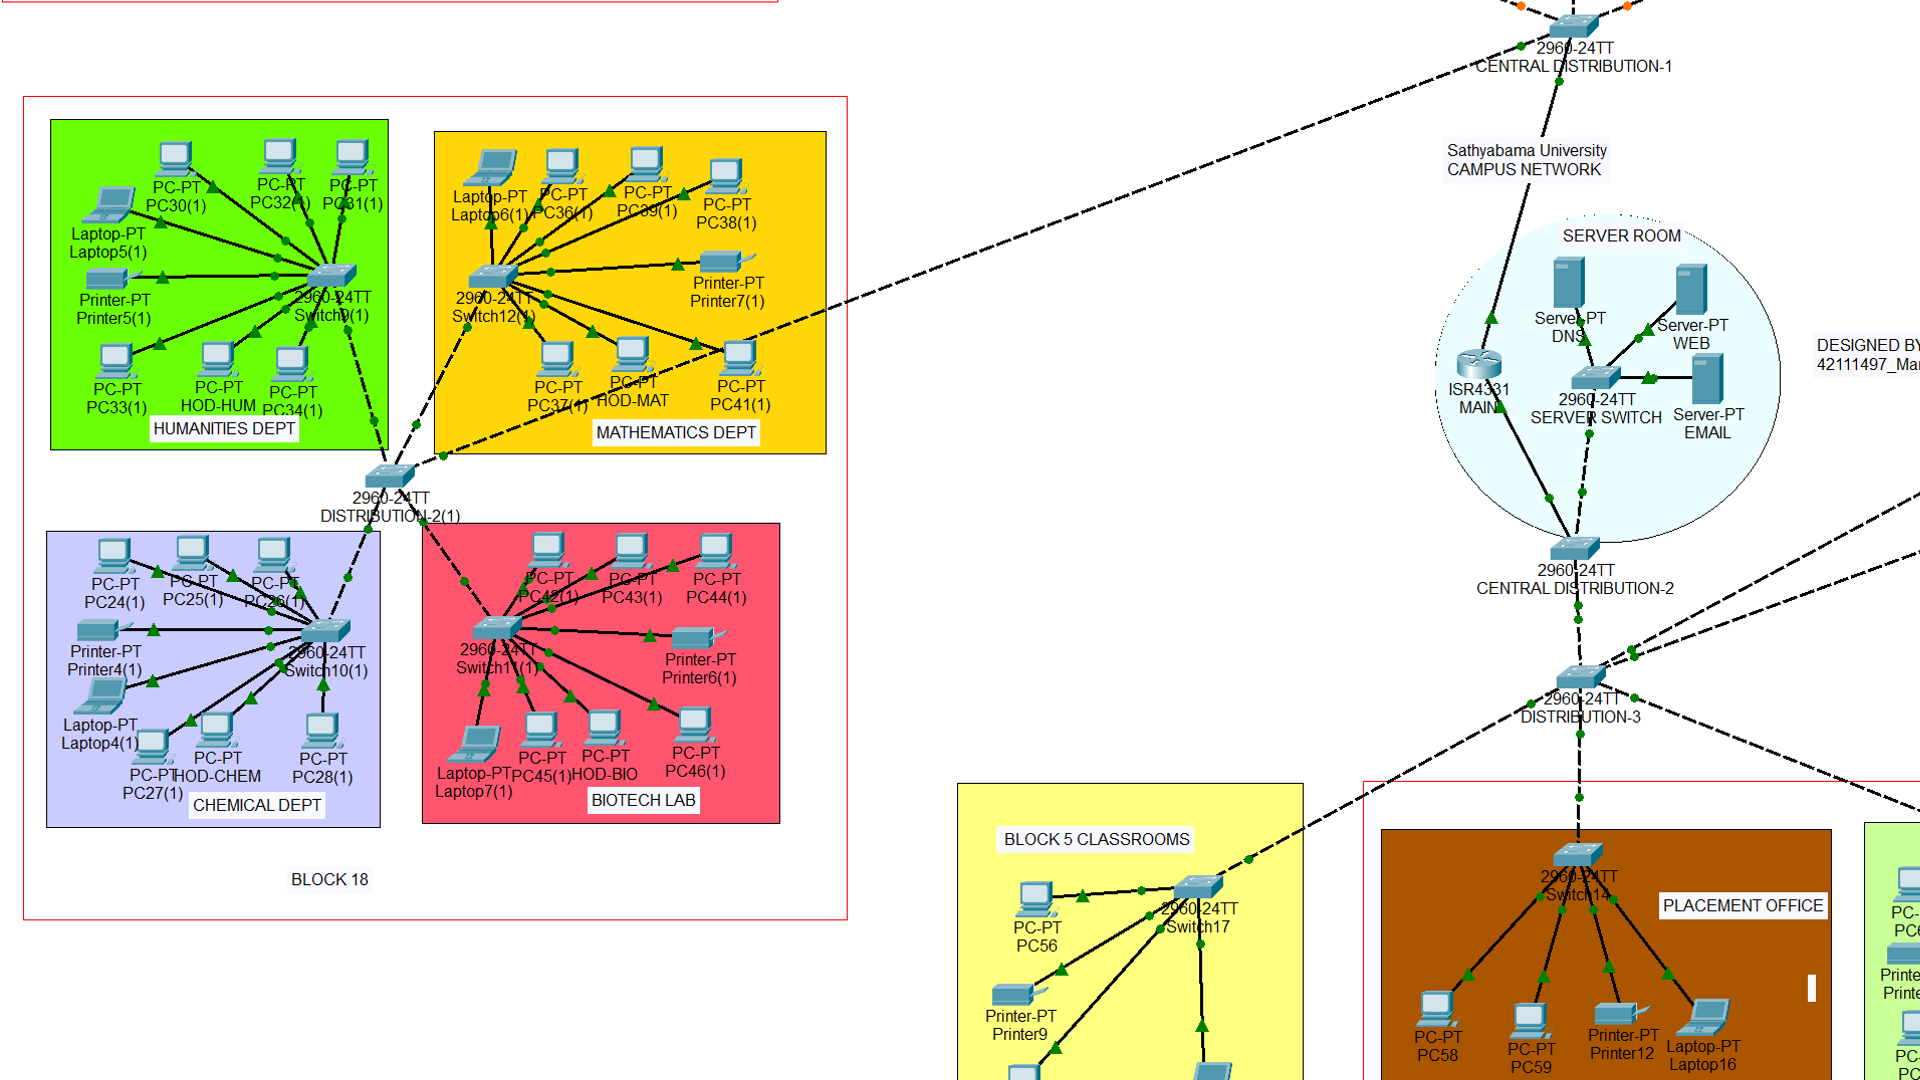 2960-24TT
CENTRAL DISTRIBUTION-1
Sathyabama University
CAMPUS NETWORK
SERVER ROOM
Server-PT
DNS
Server-PT
WEB
ISR4331
MAIN
2960-24TT
SERVER SWITCH
Server-PT
EMAIL
DESIGNED BY
2960-24TT
CENTRAL DISTRIBUTION-2
2960-24TT
DISTRIBUTION-3
PC-PT
PC30(1)
PC-PT
PC32(1)
PC-PT
PC31(1)
Laptop-PT
Laptop5(1)
Printer-PT
Printer5(1)
2960-24TT
Switch9(1)
PC-PT
PC33(1)
PC-PT
HOD-HUM
PC-PT
PC34(1)
HUMANITIES DEPT
Laptop-PT
Laptop6(1)
PC-PT
PC36(1)
PC-PT
PC39(1)
PC-PT
PC38(1)
Printer-PT
Printer7(1)
2960-24TT
Switch12(1)
PC-PT
PC37(1)
PC-PT
HOD-MAT
PC-PT
PC41(1)
MATHEMATICS DEPT
2960-24TT
DISTRIBUTION-2(1)
PC-PT
PC24(1)
PC-PT
PC25(1)
PC-PT
PC26(1)
Printer-PT
Printer4(1)
2960-24TT
Switch10(1)
Laptop-PT
Laptop4(1)
PC-PT
PC27(1)
PC-PT
HOD-CHEM
PC-PT
PC28(1)
CHEMICAL DEPT
PC-PT
PC42(1)
PC-PT
PC43(1)
PC-PT
PC44(1)
2960-24TT
Switch11(1)
Printer-PT
Printer6(1)
Laptop-PT
Laptop7(1)
PC-PT
PC45(1)
PC-PT
HOD-BIO
PC-PT
PC46(1)
BIOTECH LAB
BLOCK 18
BLOCK 5 CLASSROOMS
2960-24TT
Switch17
PC-PT
PC56
Printer-PT
Printer9
2960-24TT
Switch14
PLACEMENT OFFICE
PC-PT
PC58
PC-PT
PC59
Printer-PT
Printer12
Laptop-PT
Laptop16